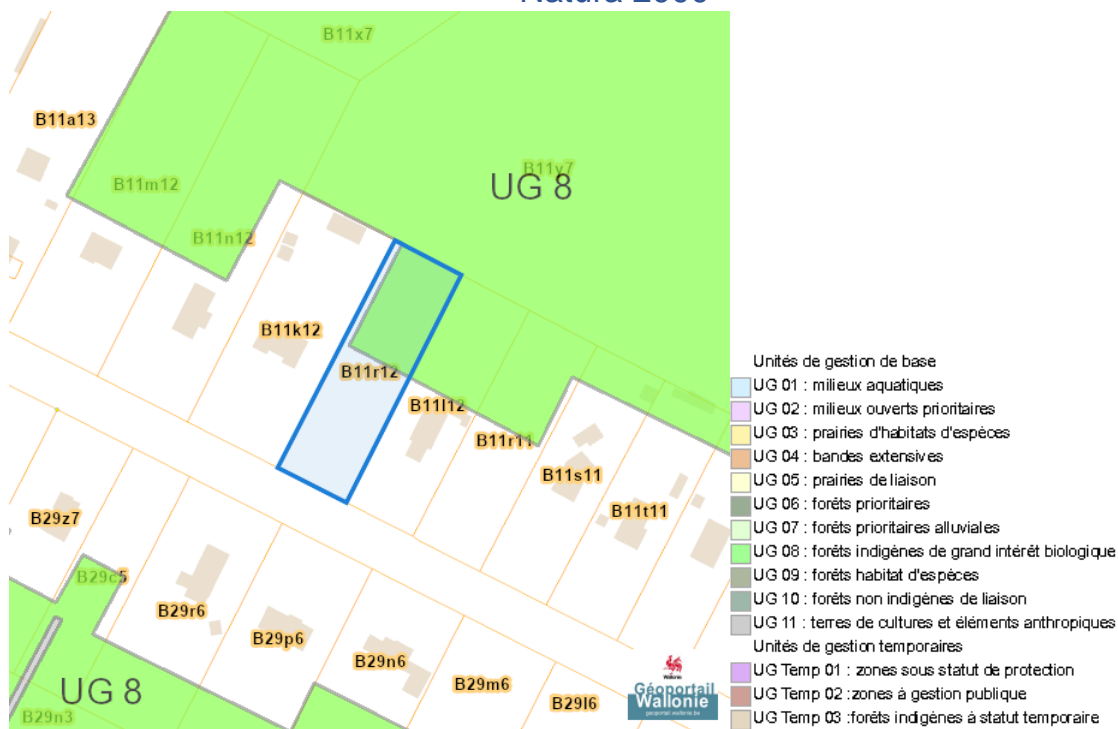 Natura 2000
B11x7
B11a13
B11y7
B11m12
UG 8
B11n12
B11k12
B11r12
B11l12
B11r11
B11s11
B11t11
B29z7
B29c5
B29r6
B29p6
B29n6
B29m6
B29l6
UG 8
B29n3
Wallonie
Géoportail
Wallonie
geoportail.wallonie.be
Unités de gestion de base
UG 01 : milieux aquatiques
UG 02 : milieux ouverts prioritaires
UG 03 : prairies d'habitats d'espèces
UG 04 : bandes extensives
UG 05 : prairies de liaison
UG 06 : forêts prioritaires
UG 07 : forêts prioritaires alluviales
UG 08 : forêts indigènes de grand intérêt biologique
UG 09 : forêts habitat d'espèces
UG 10 : forêts non indigènes de liaison
UG 11 : terres de cultures et éléments anthropiques
Unités de gestion temporaires
UG Temp 01 : zones sous statut de protection
UG Temp 02 :zones à gestion publique
UG Temp 03 :forêts indigènes à statut temporaire